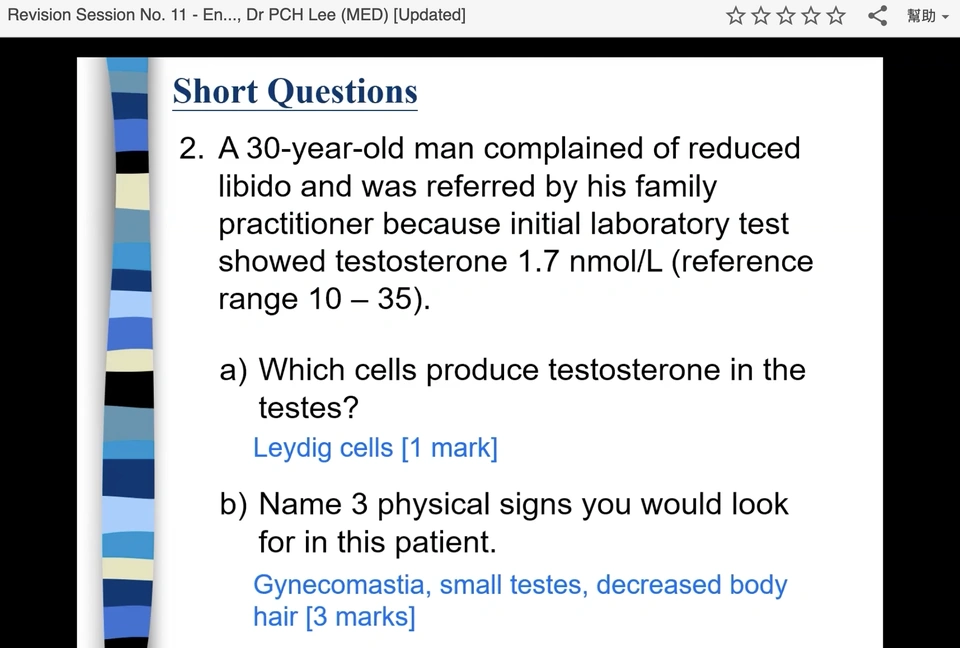 Revision Session No. 11 - En..., Dr PCH Lee (MED) [Updated]
幫助
Short Questions
2. A 30-year-old man complained of reduced
libido and was referred by his family
practitioner because initial laboratory test
showed testosterone 1.7 nmol/L (reference
range 10 – 35).
a) Which cells produce testosterone in the
testes?
Leydig cells [1 mark]
b) Name 3 physical signs you would look
for in this patient.
Gynecomastia, small testes, decreased body
hair [3 marks]